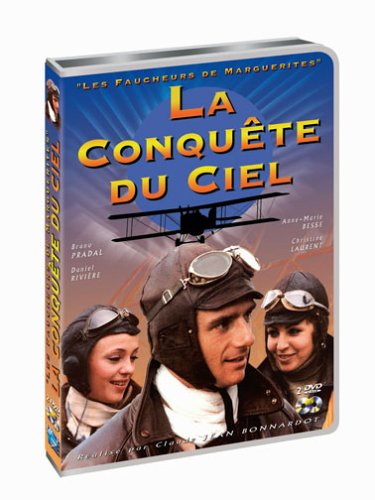 "Les Faucheurs de Marguerites"
La
Conquête
du Ciel
Bruno
PRADAL
Daniel
RIVIÈRE
Anne-Marie
BESSE
Christine
LAURENT
2 DVD
Réalisé par Claude JEAN BONNARDOT
LA CONQUÊTE DU CIEL